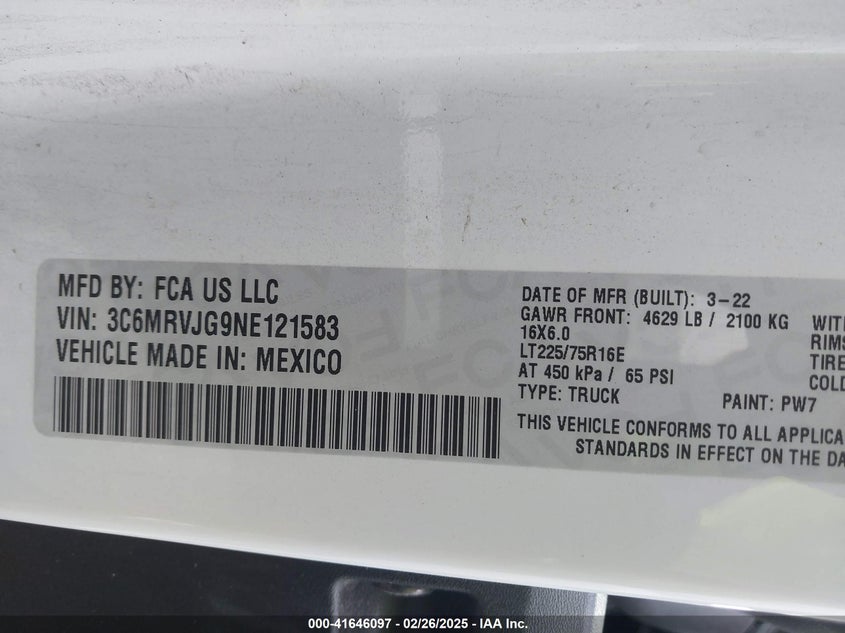 MFD BY: FCA US LLC
VIN: 3C6MRVJG9NE121583
VEHICLE MADE IN: MEXICO
DATE OF MFR (BUILT): 3-22
GAWR FRONT: 4629 LB / 2100 KG WITH
16X6.0 RIMS
LT225/75R16E TIRE
AT 450 kPa / 65 PSI COLD
TYPE: TRUCK PAINT: PW7
THIS VEHICLE CONFORMS TO ALL APPLICA
STANDARDS IN EFFECT ON THE DA
000-41646097 - 02/26/2025 - IAA, Inc.